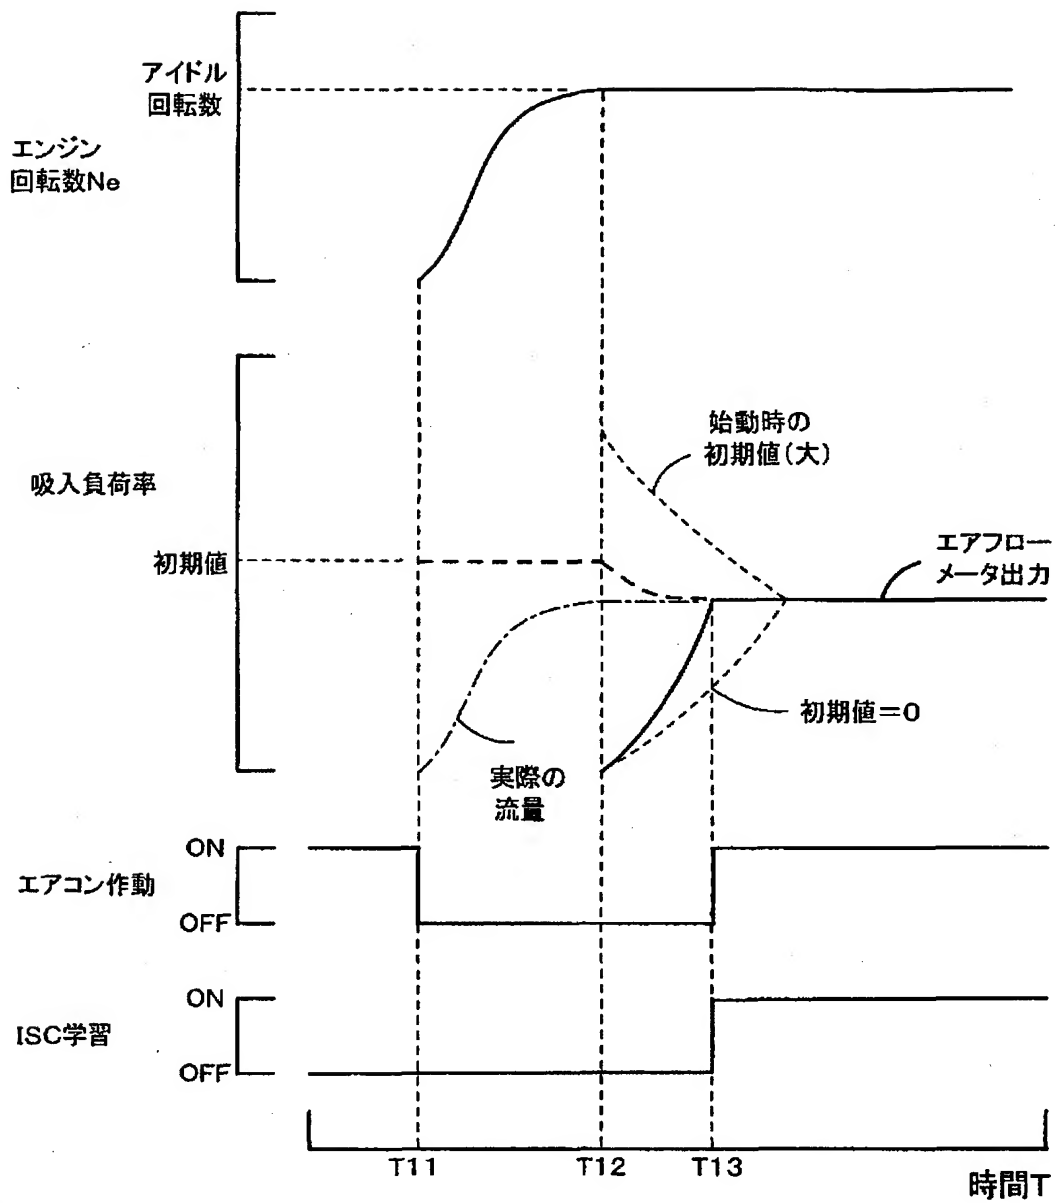 アイドル
回転数
エンジン
回転数Ne
始動時の
初期値(大)
吸入負荷率
エアフロー
メータ出力
初期値
初期値=0
実際の
流量
ON
エアコン作動
OFF
ON
ISC学習
OFF
T11
T12
T13
時間T